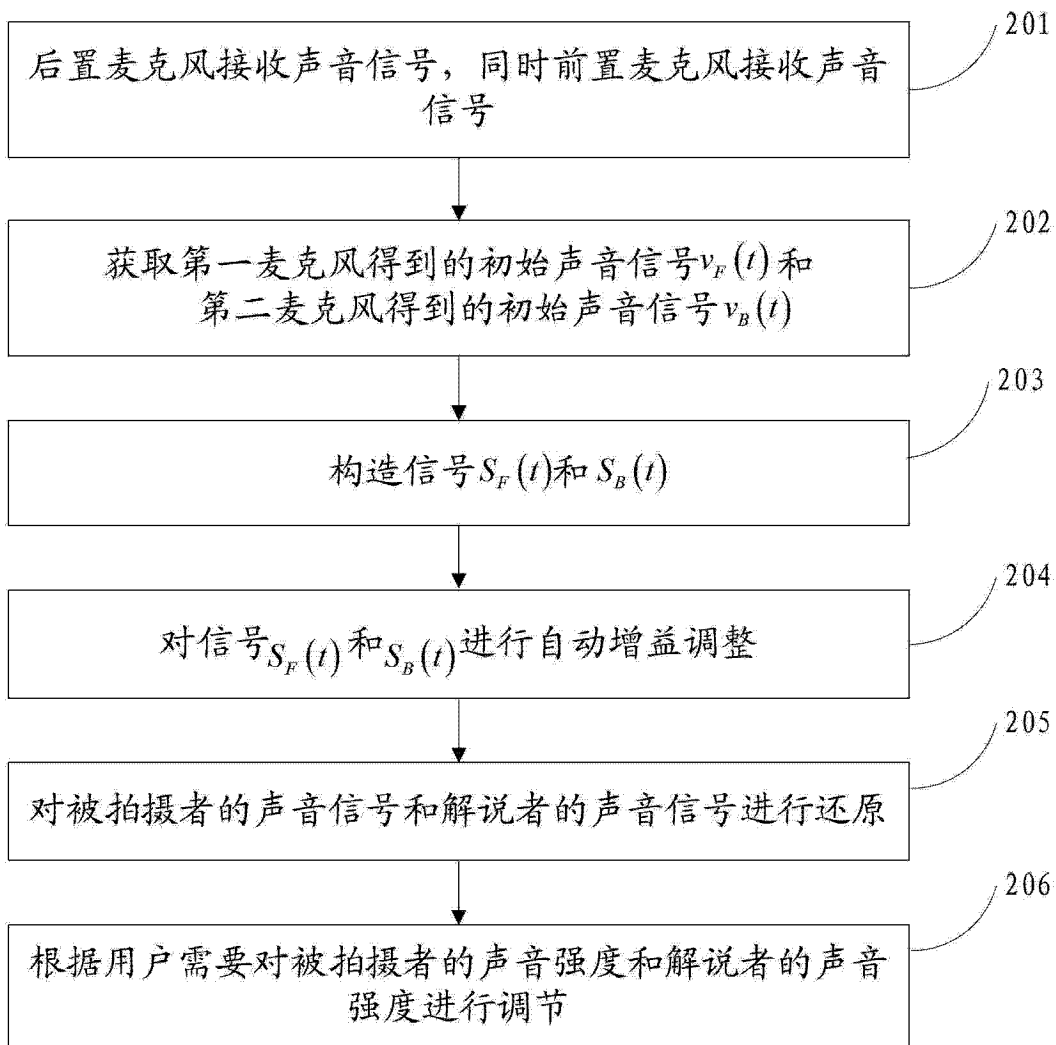 201
后置麦克风接收声音信号，同时前置麦克风接收声音
信号
202
获取第一麦克风得到的初始声音信号v_F(t)和
第二麦克风得到的初始声音信号v_B(t)
203
构造信号S_F(t)和S_B(t)
204
对信号S_F(t)和S_B(t)进行自动增益调整
205
对被拍摄者的声音信号和解说者的声音信号进行还原
206
根据用户需要对被拍摄者的声音强度和解说者的声音
强度进行调节